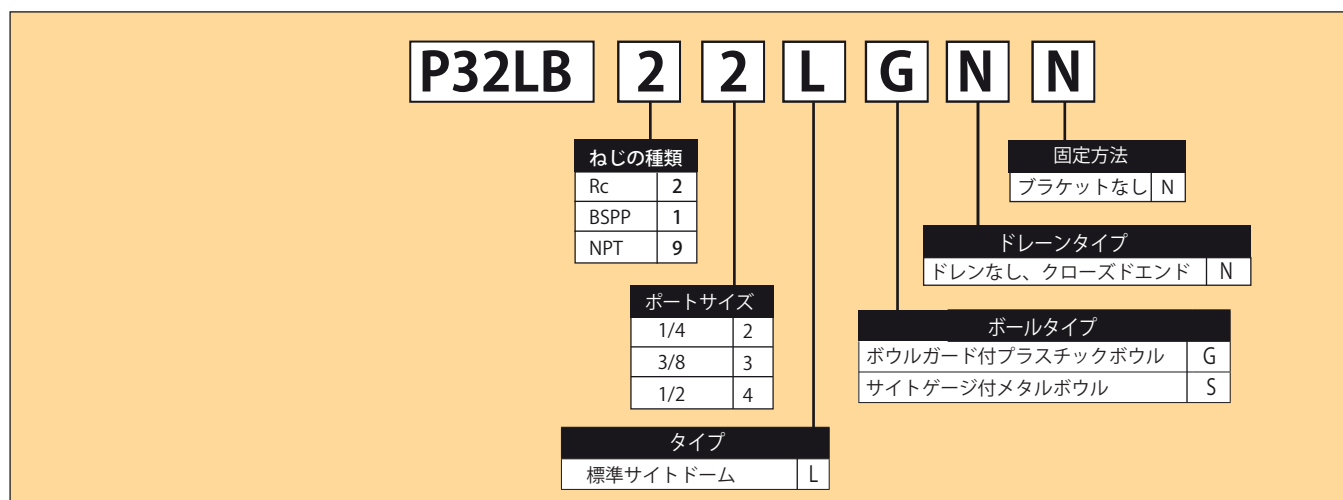 P32LB 2 2 L G N N
ねじの種類
Rc 2
BSPP 1
NPT 9
ポートサイズ
1/4 2
3/8 3
1/2 4
タイプ
標準サイトドーム L
固定方法
ブラケットなし N
ドレーンタイプ
ドレンなし、クローズドエンド N
ボールタイプ
ボウルガード付プラスチックボウル G
サイトゲージ付メタルボウル S